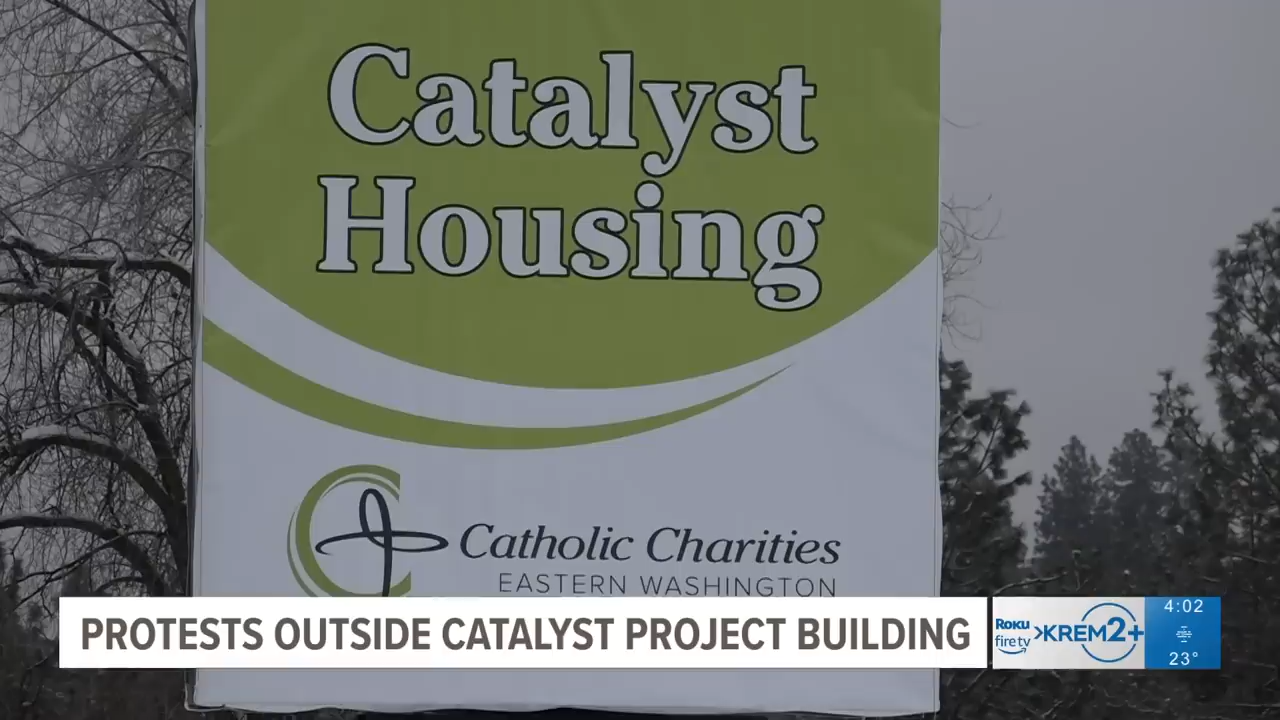 Catalyst
Housing
Catholic Charities
EASTERN WASHINGTON
PROTESTS OUTSIDE CATALYST PROJECT BUILDING
Roku
fire tv
KREM2+
4:02
23°